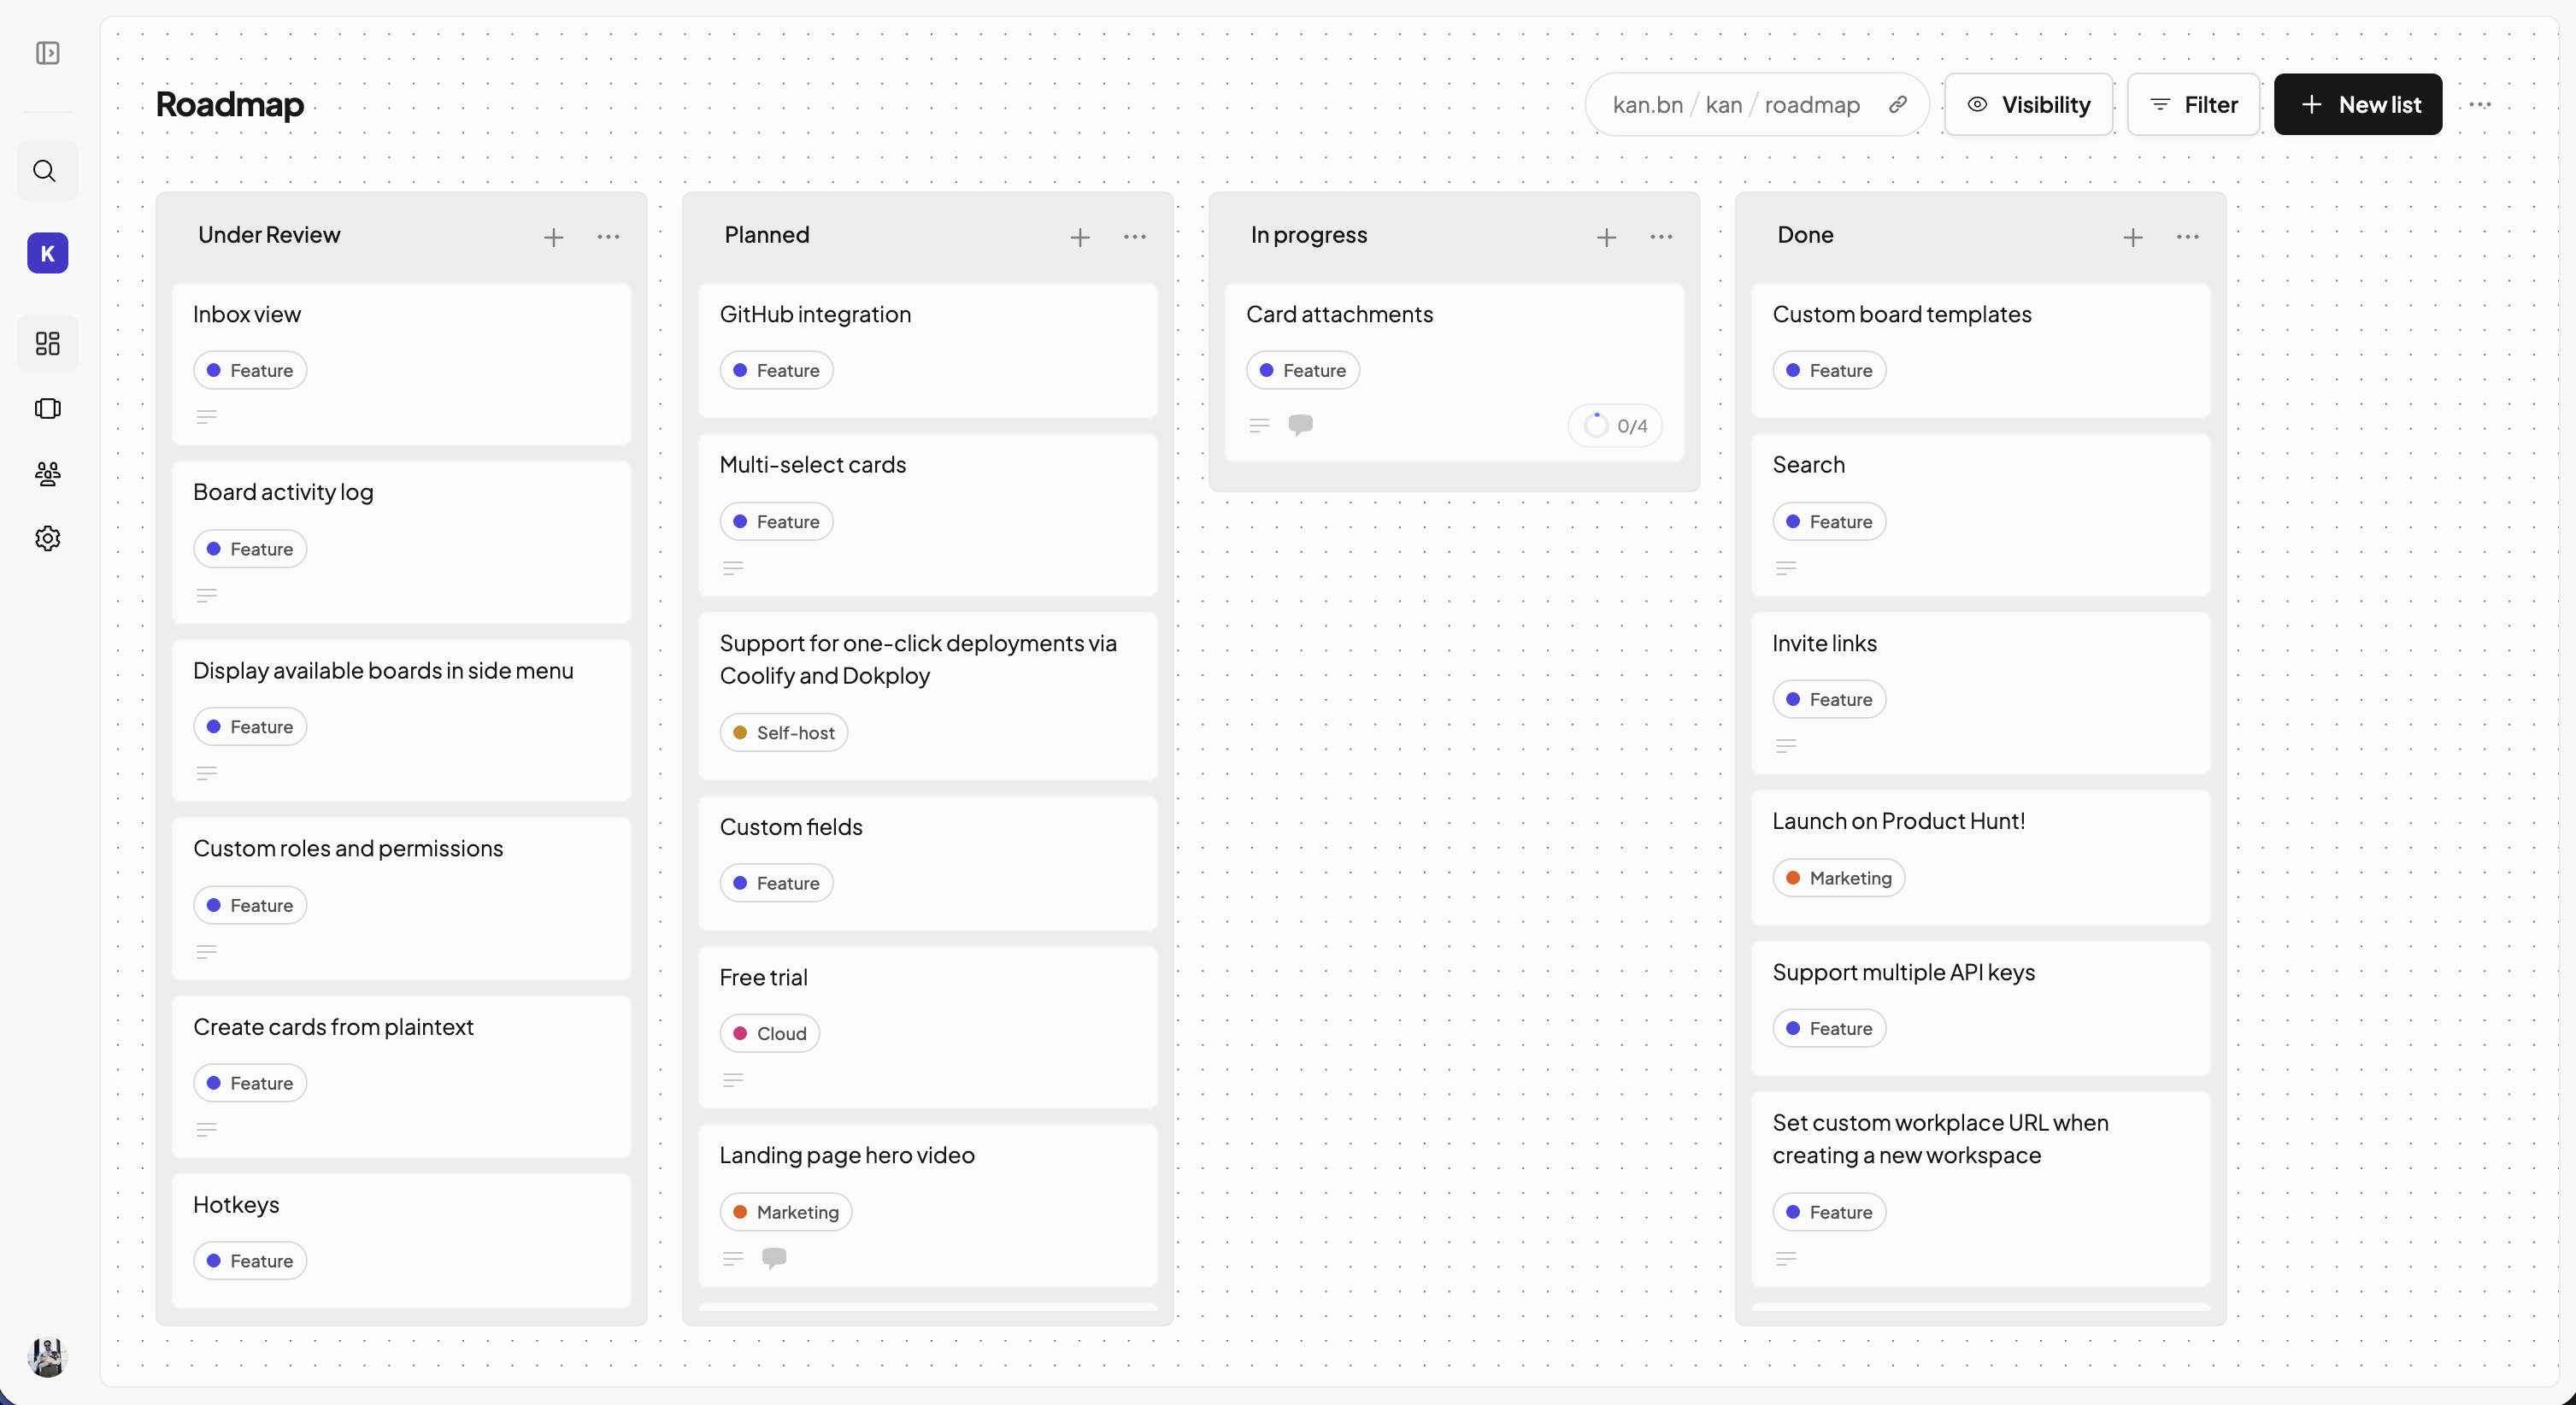 Roadmap
kan.bn / kan / roadmap
Visibility
Filter
New list
K
Under Review
Inbox view
Feature
Board activity log
Feature
Display available boards in side menu
Feature
Custom roles and permissions
Feature
Create cards from plaintext
Feature
Hotkeys
Feature
Planned
GitHub integration
Feature
Multi-select cards
Feature
Support for one-click deployments via
Coolify and Dokploy
Self-host
Custom fields
Feature
Free trial
Cloud
Landing page hero video
Marketing
In progress
Card attachments
Feature
0/4
Done
Custom board templates
Feature
Search
Feature
Invite links
Feature
Launch on Product Hunt!
Marketing
Support multiple API keys
Feature
Set custom workplace URL when
creating a new workspace
Feature